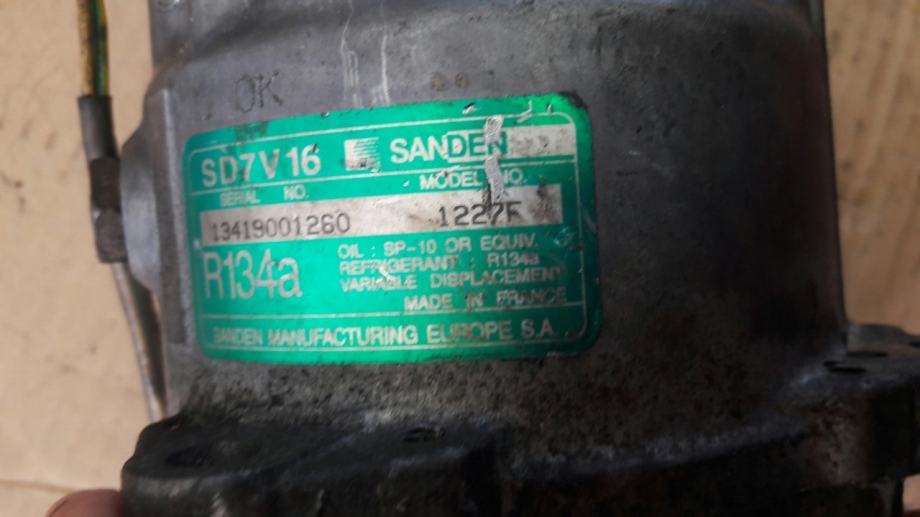 OK
SD7V16 SANDEN
SERIAL NO. MODEL NO.
13419001260 1227F
R134a
OIL : SP-10 OR EQUIV.
REFRIGERANT : R134a
VARIABLE DISPLACEMENT
MADE IN FRANCE
SANDEN MANUFACTURING EUROPE S.A.